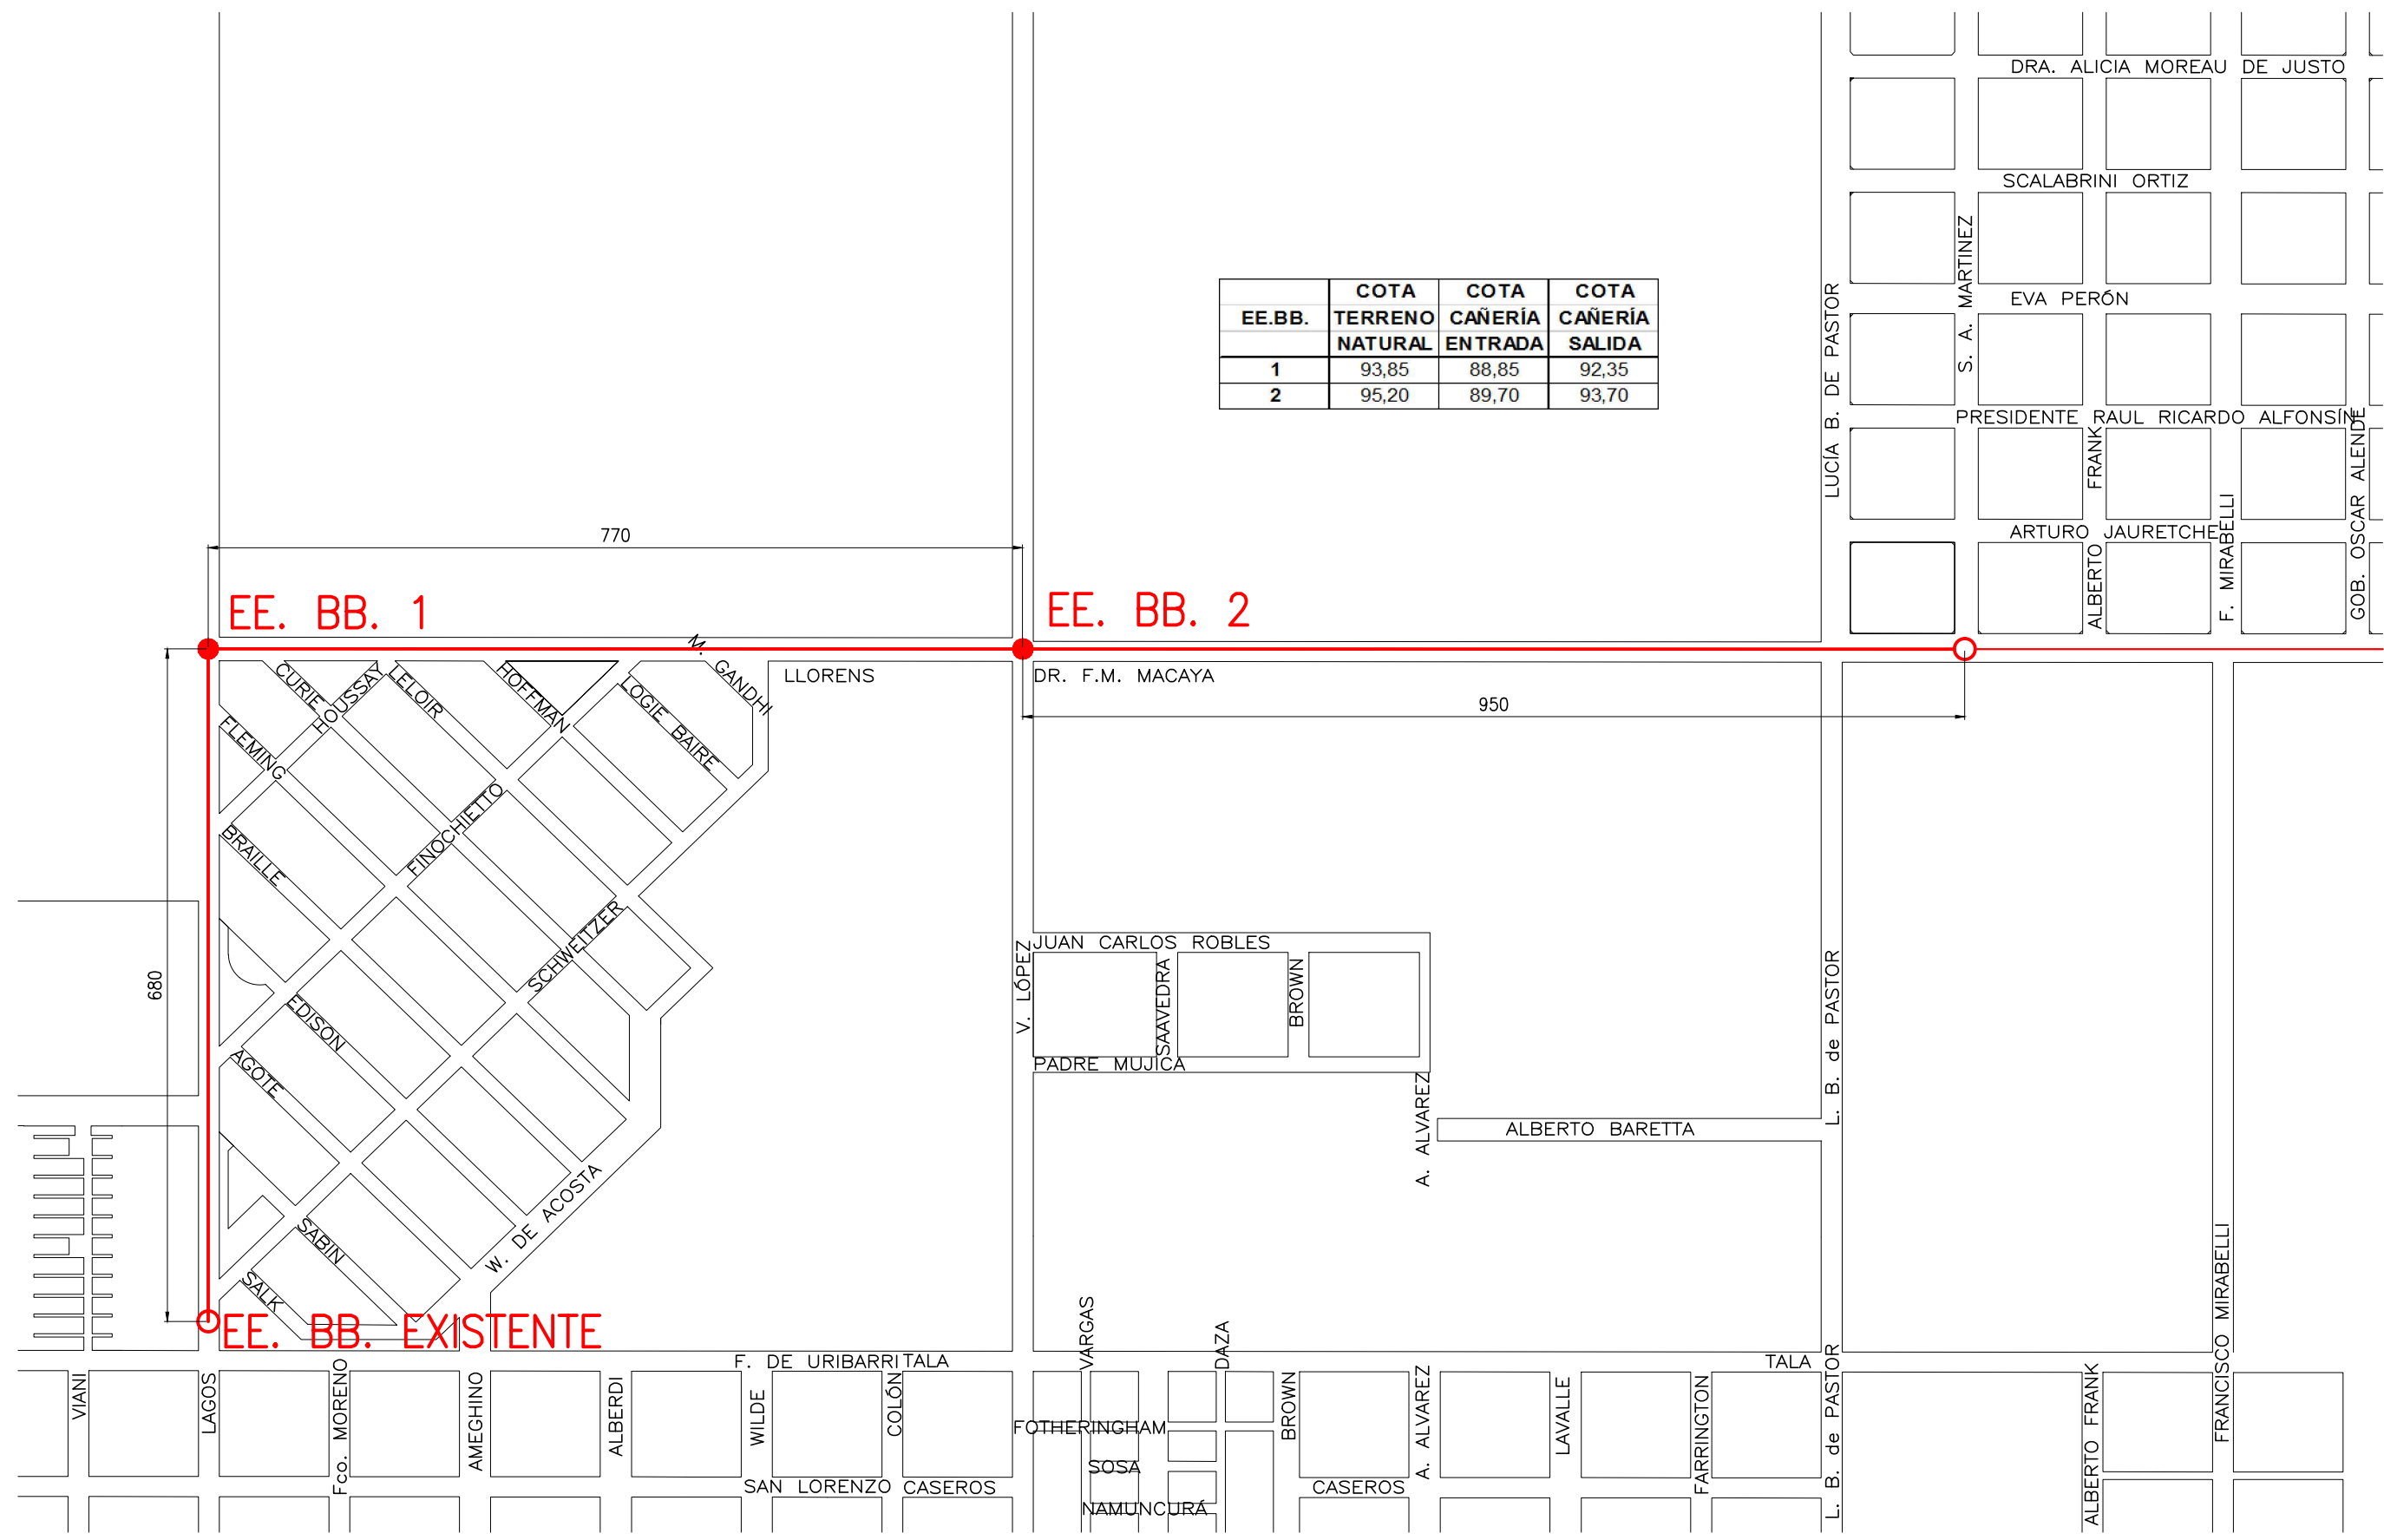 DRA. ALICIA MOREAU DE JUSTO
SCALABRINI ORTIZ
S. A. MARTINEZ
EVA PERÓN
LUCÍA B. DE PASTOR
COTA COTA COTA
EE.BB. TERRENO CAÑERÍA CAÑERÍA
NATURAL ENTRADA SALIDA
1 93,85 88,85 92,35
2 95,20 89,70 93,70
PRESIDENTE RAUL RICARDO ALFONSÍN
GOB. OSCAR ALENDE
ALBERTO FRANK
F. MIRABELLI
ARTURO JAURETCHE
770
EE. BB. 1
EE. BB. 2
M. GANDHI
LLORENS
DR. F.M. MACAYA
950
CURIE
HOUSSAY
LELOIR
HOFFMAN
LOGIE BAIRE
FLEMING
FINOCHIETTO
BRAILLE
SCHWEITZER
680
EDISON
AGOTE
V. LÓPEZ
JUAN CARLOS ROBLES
SAAVEDRA
BROWN
PADRE MUJICA
L. B. de PASTOR
A. ALVAREZ
ALBERTO BARETTA
W. DE ACOSTA
SABIN
SALK
EE. BB. EXISTENTE
FRANCISCO MIRABELLI
F. DE URIBARRI TALA
TALA
VIANI
LAGOS
Fco. MORENO
AMEGHINO
ALBERDI
WILDE
COLÓN
VARGAS
DAZA
BROWN
A. ALVAREZ
LAVALLE
FARRINGTON
L. B. de PASTOR
ALBERTO FRANK
FOTHERINGHAM
SOSA
SAN LORENZO CASEROS
CASEROS
NAMUNCURÁ